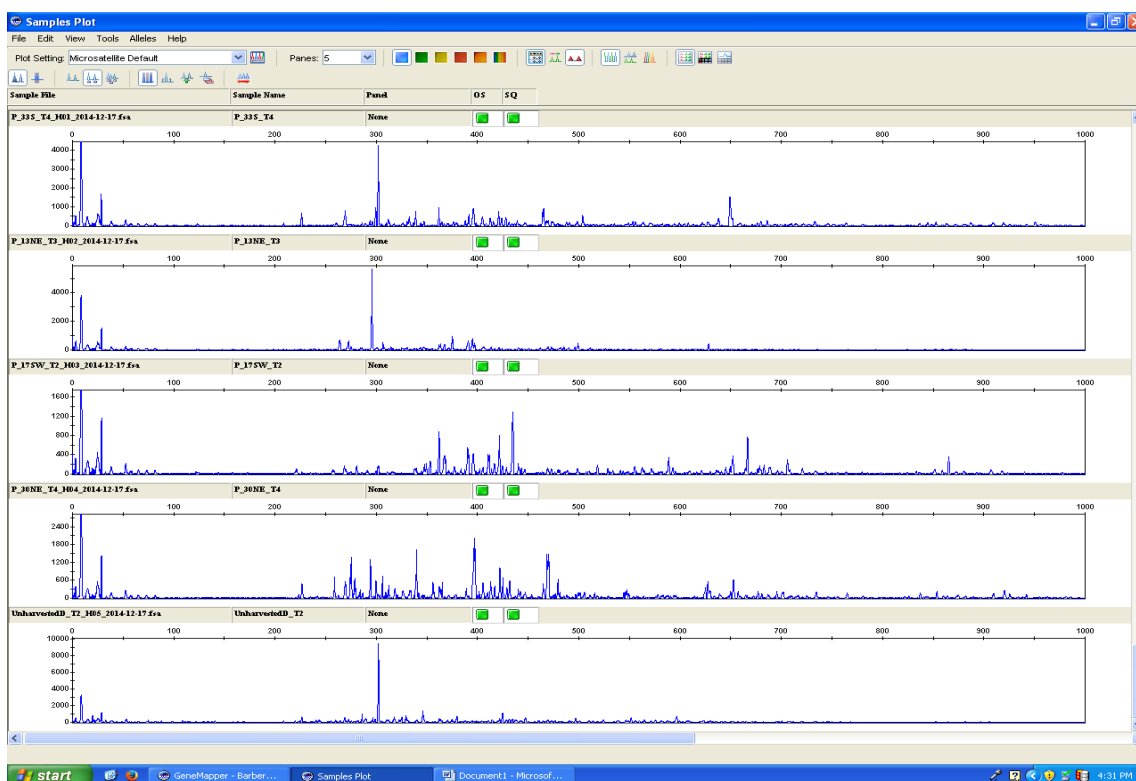 Samples Plot
File Edit View Tools Alleles Help
Plot Setting: Microsatellite Default Panes: 5
Sample File Sample Name Panel OS SQ
P_33S_T4_H01_2014-12-17.fsa P_33S_T4 None
0 100 200 300 400 500 600 700 800 900 1000
4000
3000
2000
1000
0
P_13NE_T3_H02_2014-12-17.fsa P_13NE_T3 None
0 100 200 300 400 500 600 700 800 900 1000
4000
2000
0
P_17SW_T2_H03_2014-12-17.fsa P_17SW_T2 None
0 100 200 300 400 500 600 700 800 900 1000
1600
1200
800
400
0
P_30NE_T4_H04_2014-12-17.fsa P_30NE_T4 None
0 100 200 300 400 500 600 700 800 900 1000
2400
1800
1200
600
0
UnharvestedD_T2_H05_2014-12-17.fsa UnharvestedD_T2 None
0 100 200 300 400 500 600 700 800 900 1000
10000
8000
6000
4000
2000
0
start GeneMapper - Barber... Samples Plot Document1 - Microsof... 4:31 PM